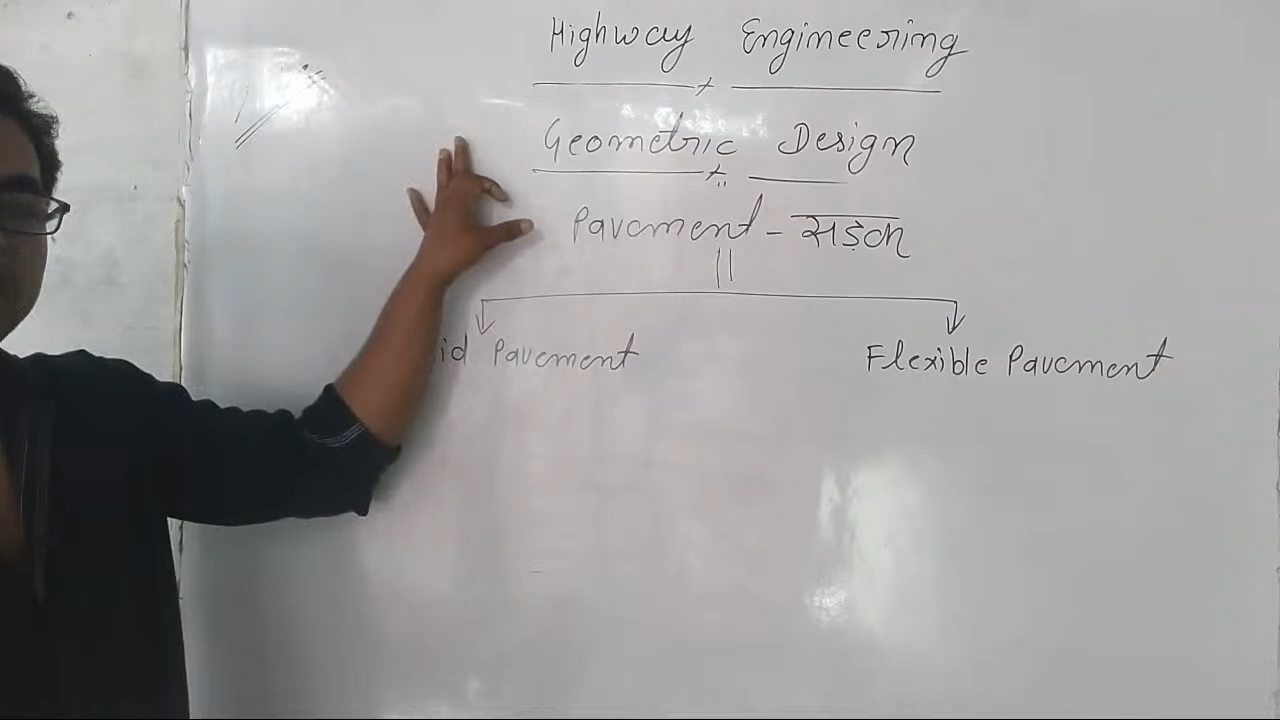 Highway Engineering
Geometric Design
Pavement - सड़क
id Pavement Flexible Pavement